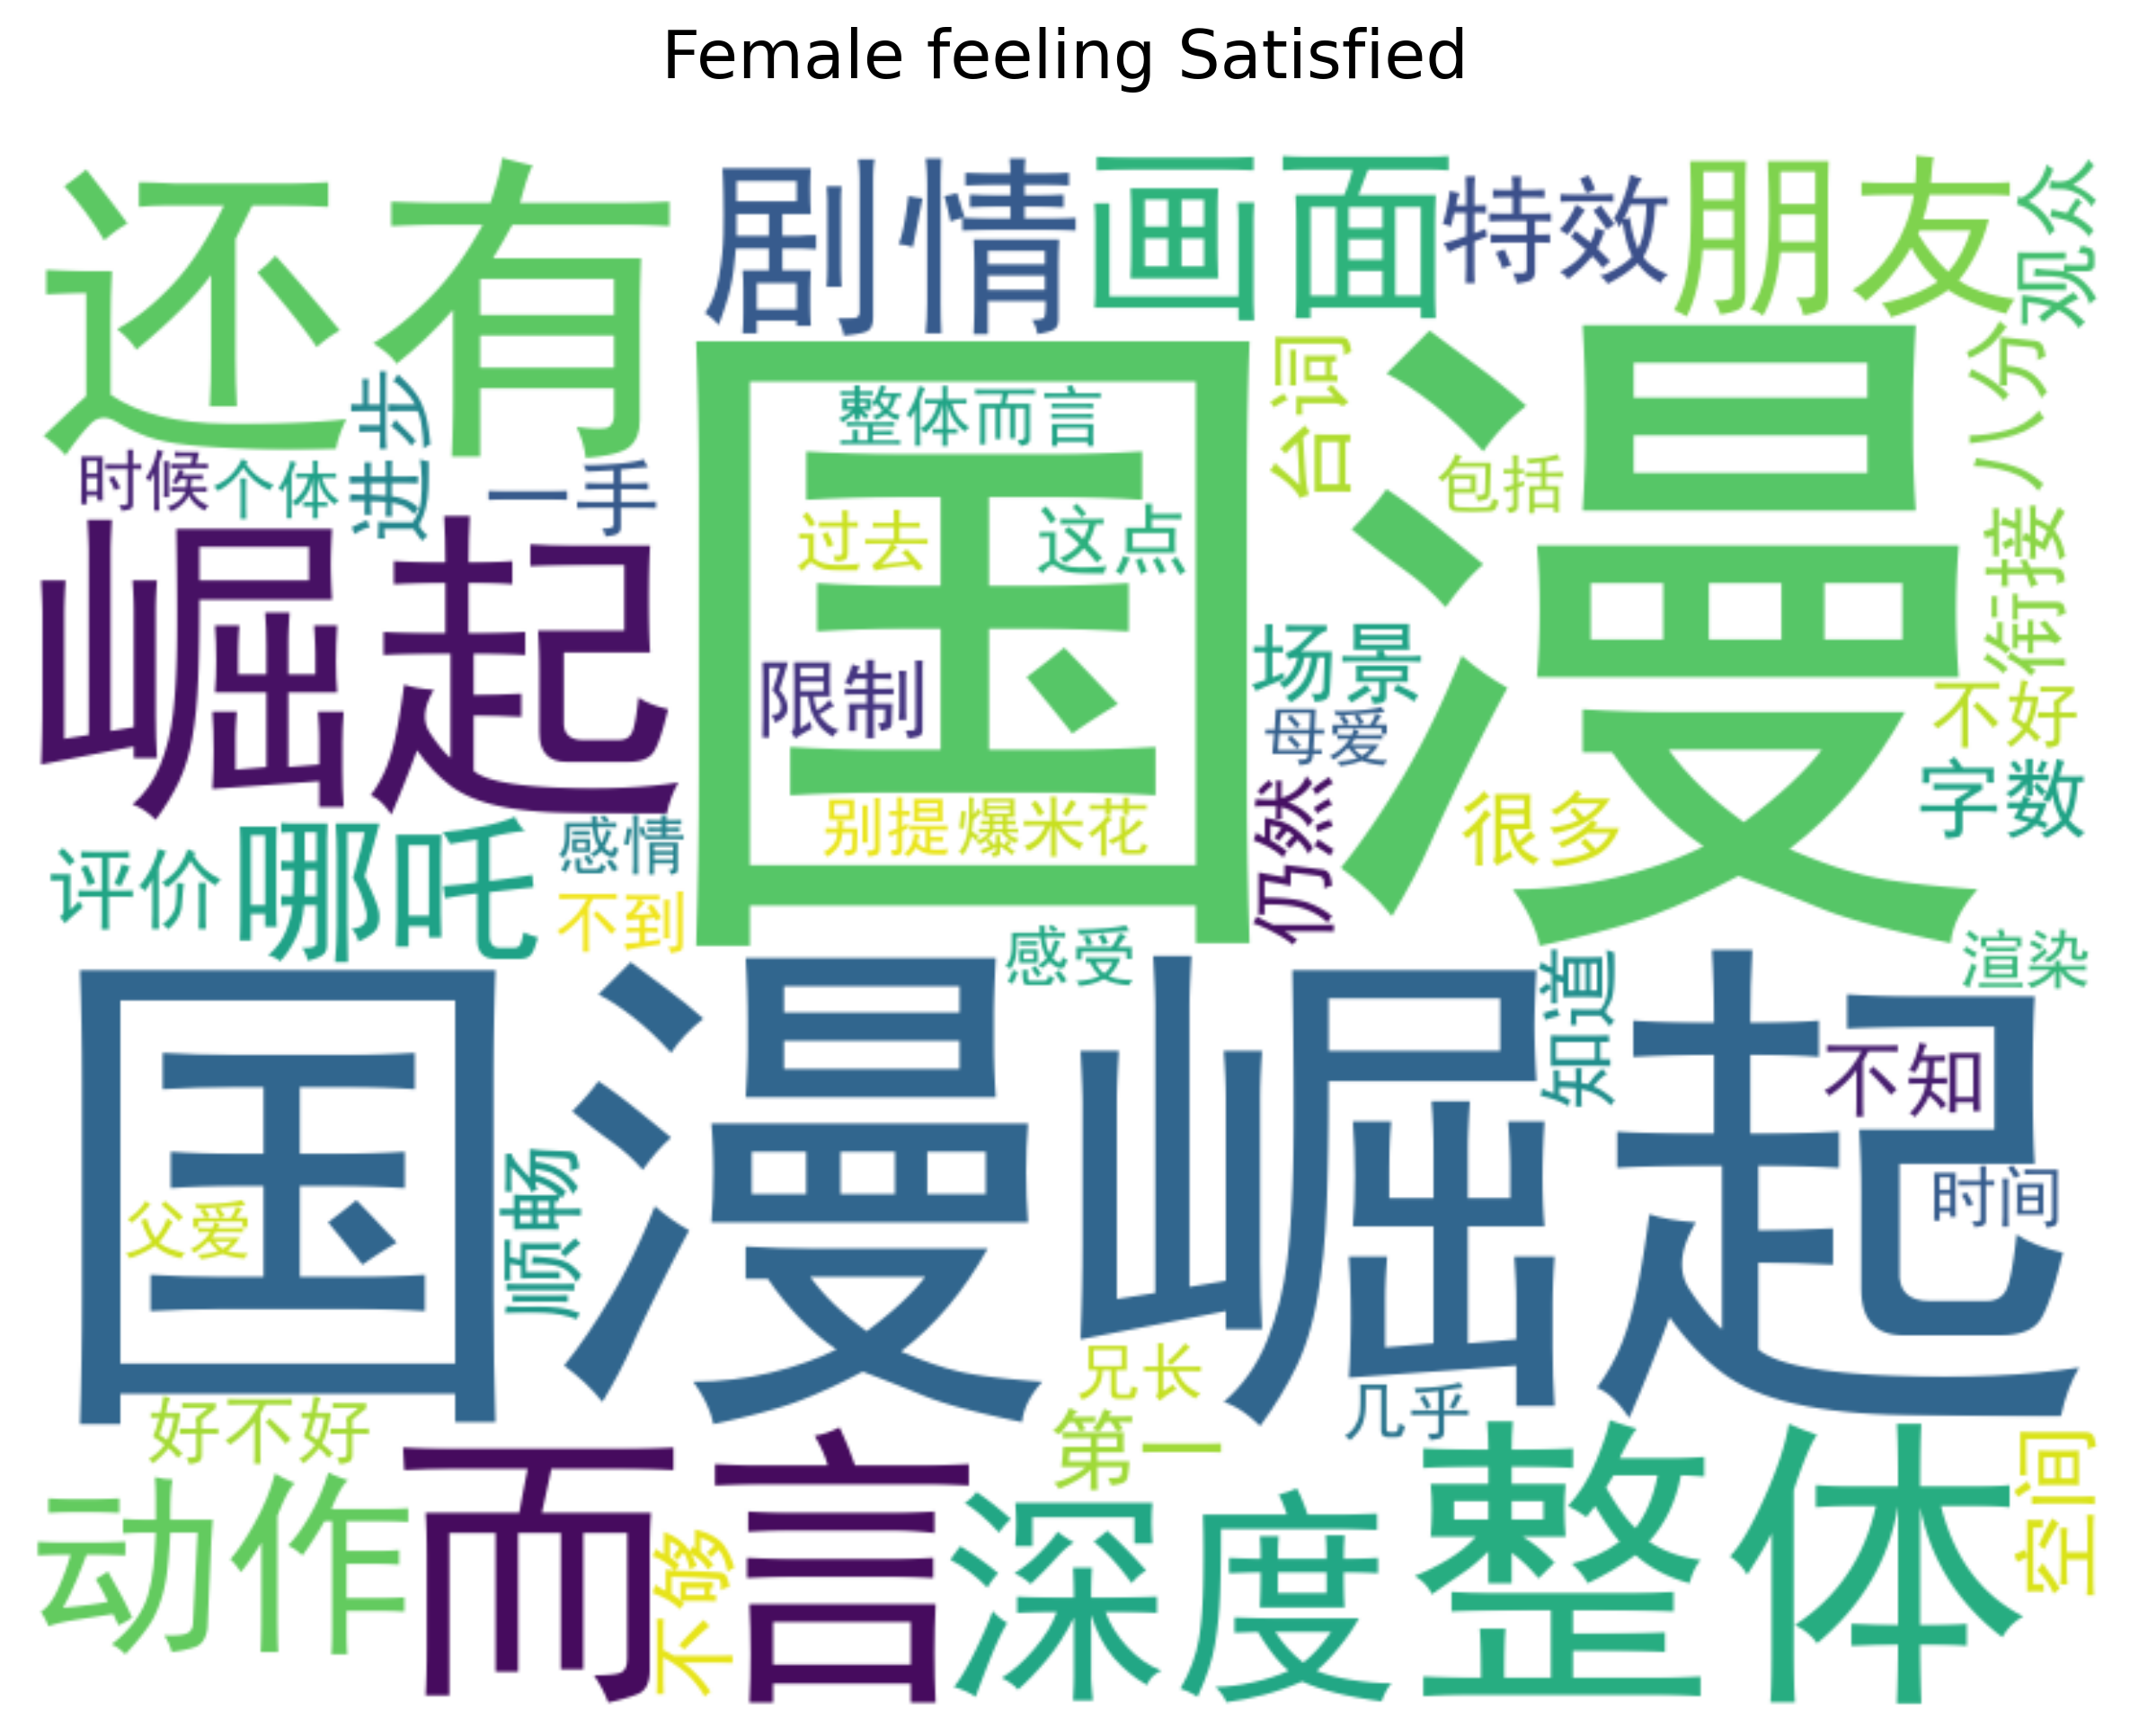 Female feeling Satisfied
还有
剧情
画面
特效
朋友
观众
国漫
整体而言
台词
八分
进步
时候
个体
一手
包括
过去
这点
崛起
衔接
限制
场景
母爱
不好
字数
别提爆米花
仍然
很多
评价
哪吒
感情
不到
感受
渲染
国漫崛起
知道
不知
父爱
顺畅
时间
兄长
几乎
好不好
第一
动作
而言
不够
深度
整体
空间